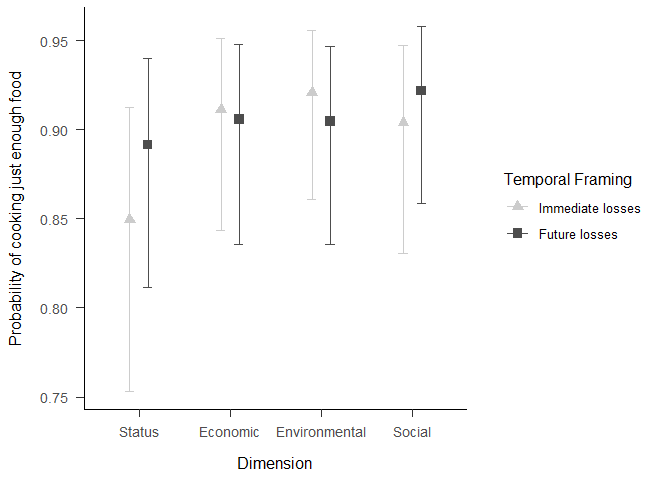 Probability of cooking just enough food
0.95
0.90
0.85
0.80
0.75
Status Economic Environmental Social
Dimension
Temporal Framing
Immediate losses
Future losses